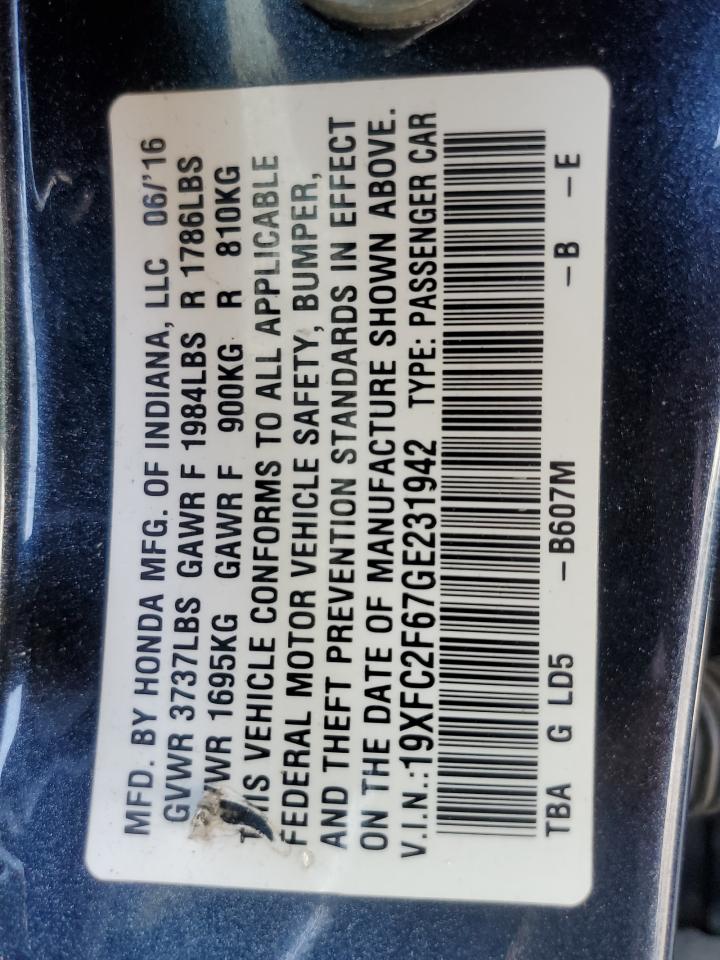 MFD. BY HONDA MFG. OF INDIANA, LLC 06/'16
GVWR 3737LBS GAWR F 1984LBS R 1786LBS
VWR 1695KG GAWR F 900KG R 810KG
THIS VEHICLE CONFORMS TO ALL APPLICABLE
FEDERAL MOTOR VEHICLE SAFETY, BUMPER,
AND THEFT PREVENTION STANDARDS IN EFFECT
ON THE DATE OF MANUFACTURE SHOWN ABOVE.
V.I.N.:19XFC2F67GE231942 TYPE: PASSENGER CAR
TBA G LD5 -B607M -B -E